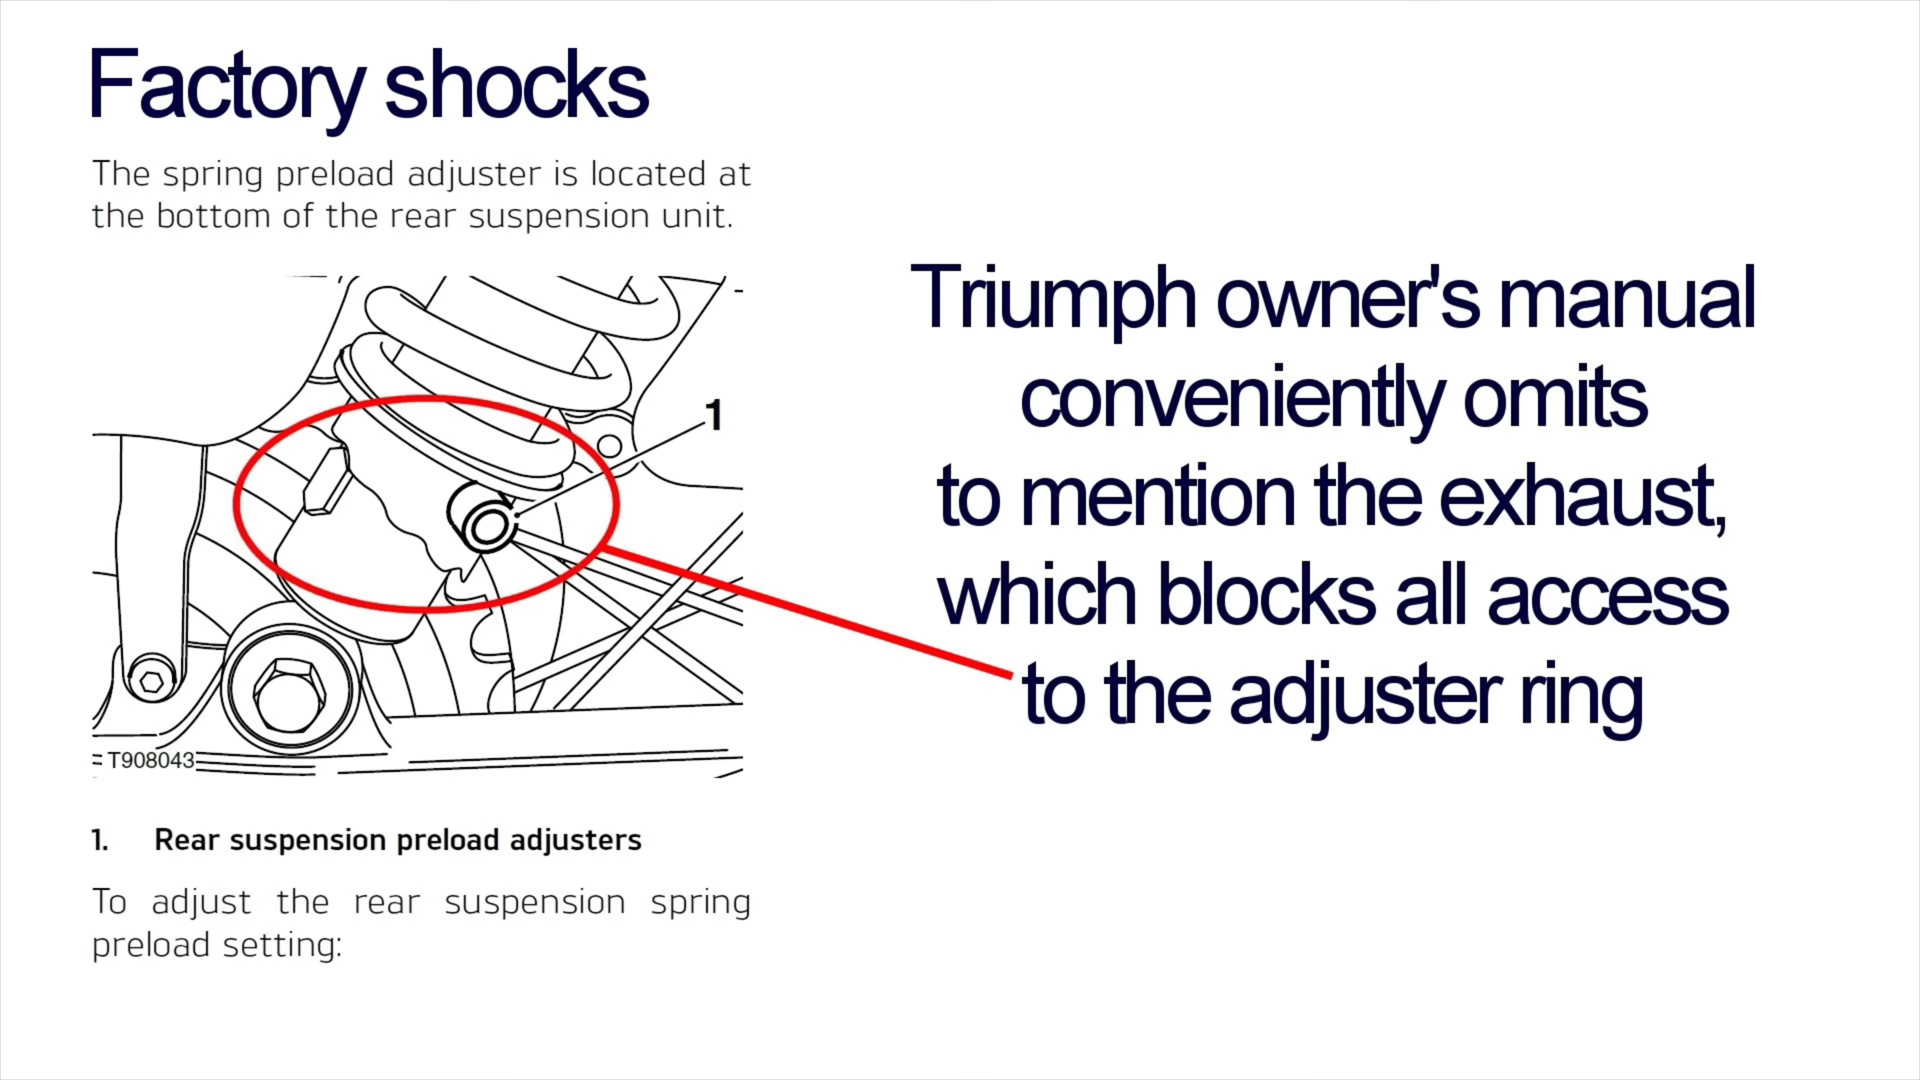 Factory shocks
The spring preload adjuster is located at
the bottom of the rear suspension unit.
1
T908043
1. Rear suspension preload adjusters
To adjust the rear suspension spring
preload setting:
Triumph owner's manual
conveniently omits
to mention the exhaust,
which blocks all access
to the adjuster ring